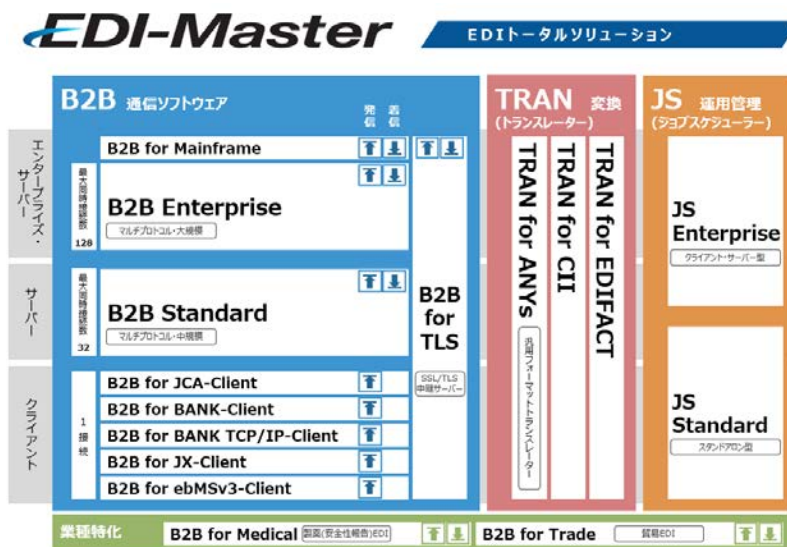 EDI-Master
EDIトータルソリューション
B2B 通信ソフトウェア
発信
着信
TRAN 変換
(トランスレーター)
JS 運用管理
(ジョブスケジューラー)
エンタープライズ・サーバー
サーバー
クライアント
B2B for Mainframe
最大同時接続数
128
B2B Enterprise
マルチプロトコル・大規模
最大同時接続数
32
B2B Standard
マルチプロトコル・中規模
1接続
B2B for JCA-Client
B2B for BANK-Client
B2B for BANK TCP/IP-Client
B2B for JX-Client
B2B for ebMSv3-Client
B2B
for
TLS
SSL/TLS
中継サーバー
TRAN for ANYs
汎用フォーマットトランスレーター
TRAN for CII
TRAN for EDIFACT
JS
Enterprise
クライアント・サーバー型
JS
Standard
スタンドアロン型
業種特化
B2B for Medical 製薬(安全性報告)EDI
B2B for Trade 貿易EDI